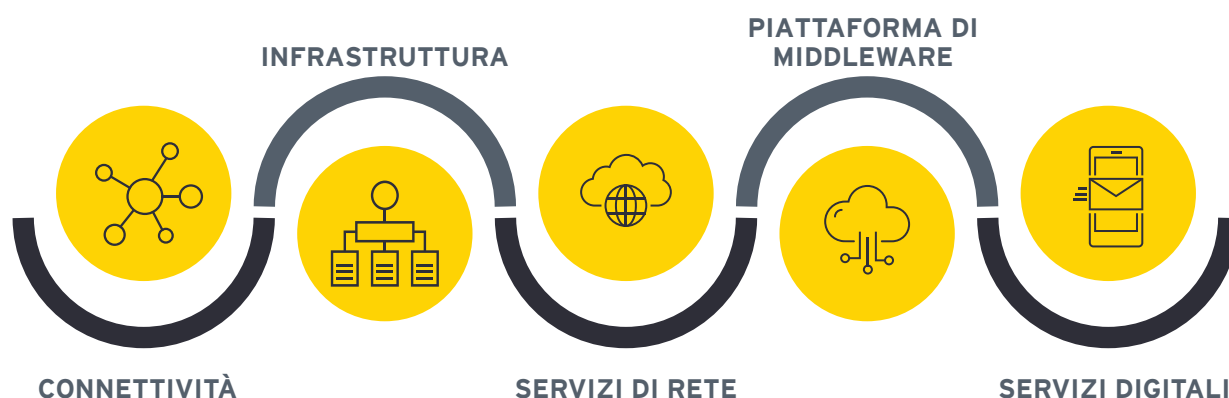 PIATTAFORMA DI
MIDDLEWARE
INFRASTRUTTURA
CONNETTIVITÀ
SERVIZI DI RETE
SERVIZI DIGITALI